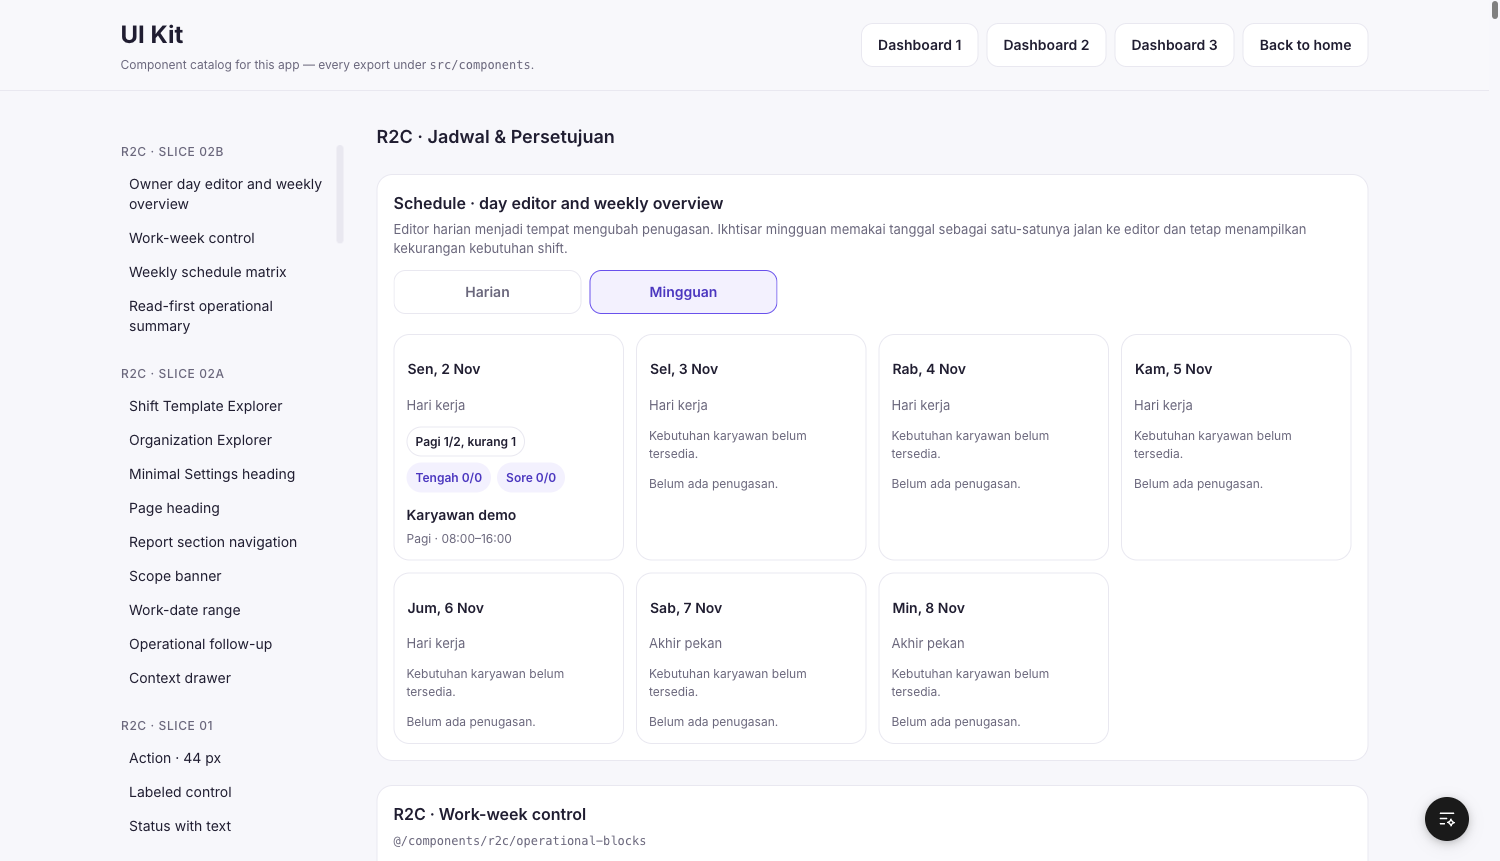 UI Kit
Component catalog for this app — every export under src/components.
Dashboard 1
Dashboard 2
Dashboard 3
Back to home
R2C · SLICE 02B
Owner day editor and weekly
overview
Work-week control
Weekly schedule matrix
Read-first operational
summary
R2C · SLICE 02A
Shift Template Explorer
Organization Explorer
Minimal Settings heading
Page heading
Report section navigation
Scope banner
Work-date range
Operational follow-up
Context drawer
R2C · SLICE 01
Action · 44 px
Labeled control
Status with text
R2C · Jadwal & Persetujuan
Schedule · day editor and weekly overview
Editor harian menjadi tempat mengubah penugasan. Ikhtisar mingguan memakai tanggal sebagai satu-satunya jalan ke editor dan tetap menampilkan
kekurangan kebutuhan shift.
Harian
Mingguan
Sen, 2 Nov
Hari kerja
Pagi 1/2, kurang 1
Tengah 0/0
Sore 0/0
Karyawan demo
Pagi · 08:00–16:00
Sel, 3 Nov
Hari kerja
Kebutuhan karyawan belum
tersedia.
Belum ada penugasan.
Rab, 4 Nov
Hari kerja
Kebutuhan karyawan belum
tersedia.
Belum ada penugasan.
Kam, 5 Nov
Hari kerja
Kebutuhan karyawan belum
tersedia.
Belum ada penugasan.
Jum, 6 Nov
Hari kerja
Kebutuhan karyawan belum
tersedia.
Belum ada penugasan.
Sab, 7 Nov
Akhir pekan
Kebutuhan karyawan belum
tersedia.
Belum ada penugasan.
Min, 8 Nov
Akhir pekan
Kebutuhan karyawan belum
tersedia.
Belum ada penugasan.
R2C · Work-week control
@/components/r2c/operational-blocks